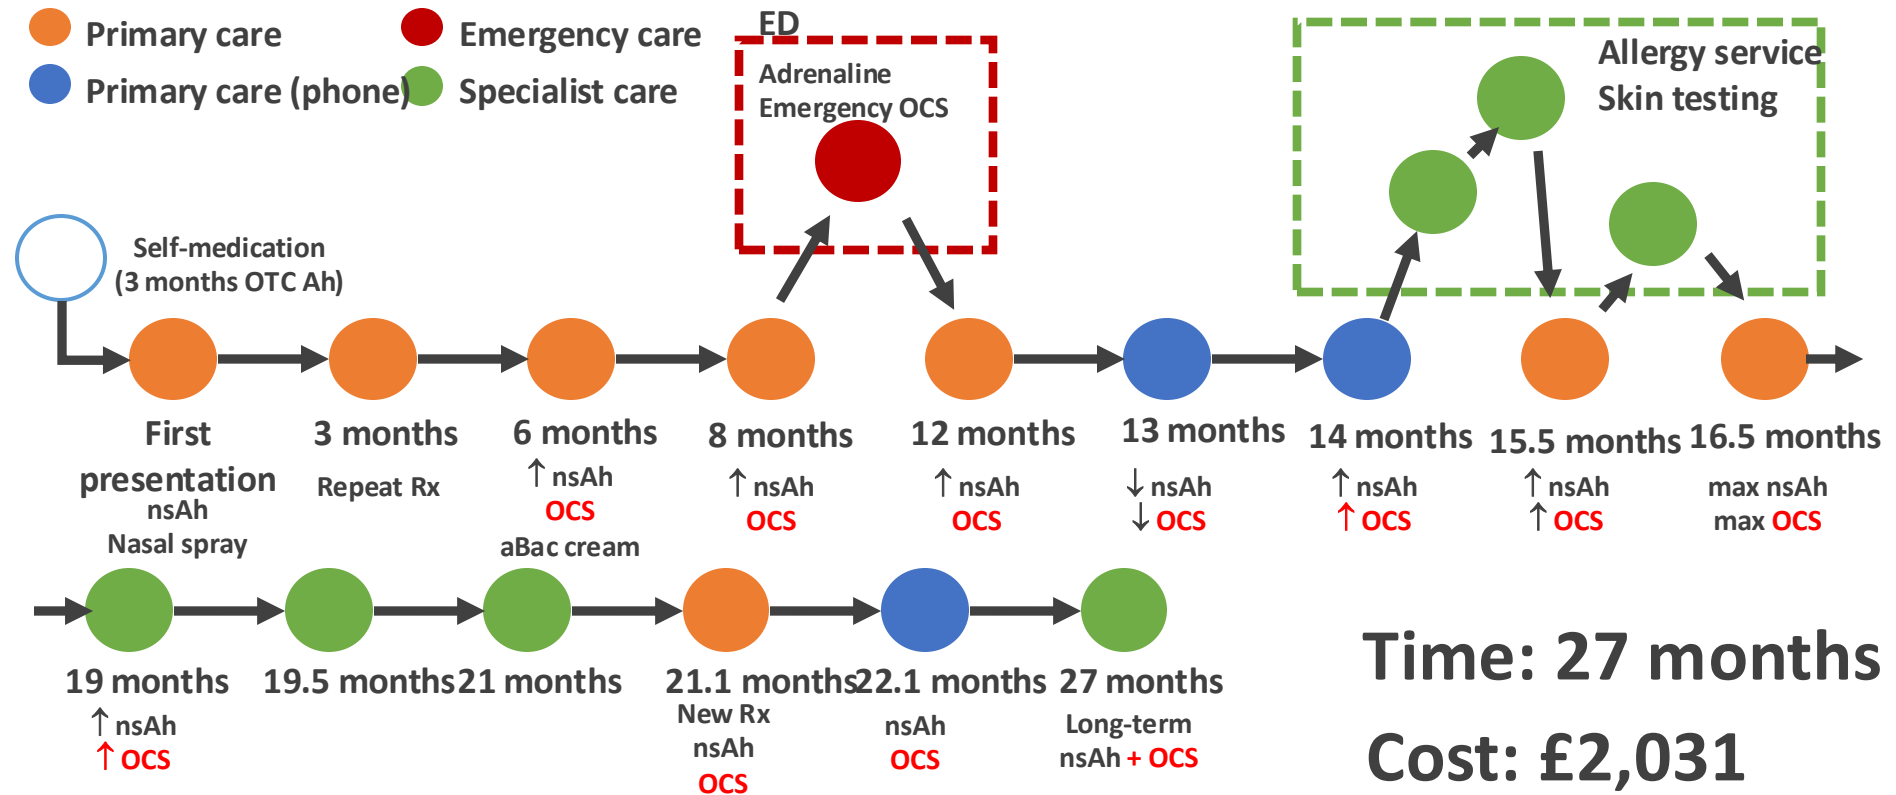 Primary care
Emergency care
Primary care (phone)
Specialist care
ED
Adrenaline
Emergency OCS
Allergy service
Skin testing
Self-medication
(3 months OTC Ah)
First
presentation
nsAh
Nasal spray
3 months
Repeat Rx
6 months
↑ nsAh
OCS
aBac cream
8 months
↑ nsAh
OCS
12 months
↑ nsAh
OCS
13 months
↓ nsAh
↓ OCS
14 months
↑ nsAh
↑ OCS
15.5 months
↑ nsAh
↑ OCS
16.5 months
max nsAh
max OCS
19 months
↑ nsAh
↑ OCS
19.5 months
21 months
21.1 months
New Rx
nsAh
OCS
22.1 months
nsAh
OCS
27 months
Long-term
nsAh + OCS
Time: 27 months
Cost: £2,031